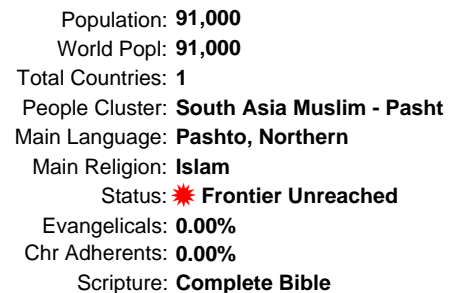 Population: 91,000
World Popl: 91,000
Total Countries: 1
People Cluster: South Asia Muslim - Pasht
Main Language: Pashto, Northern
Main Religion: Islam
Status: Frontier Unreached
Evangelicals: 0.00%
Chr Adherents: 0.00%
Scripture: Complete Bible